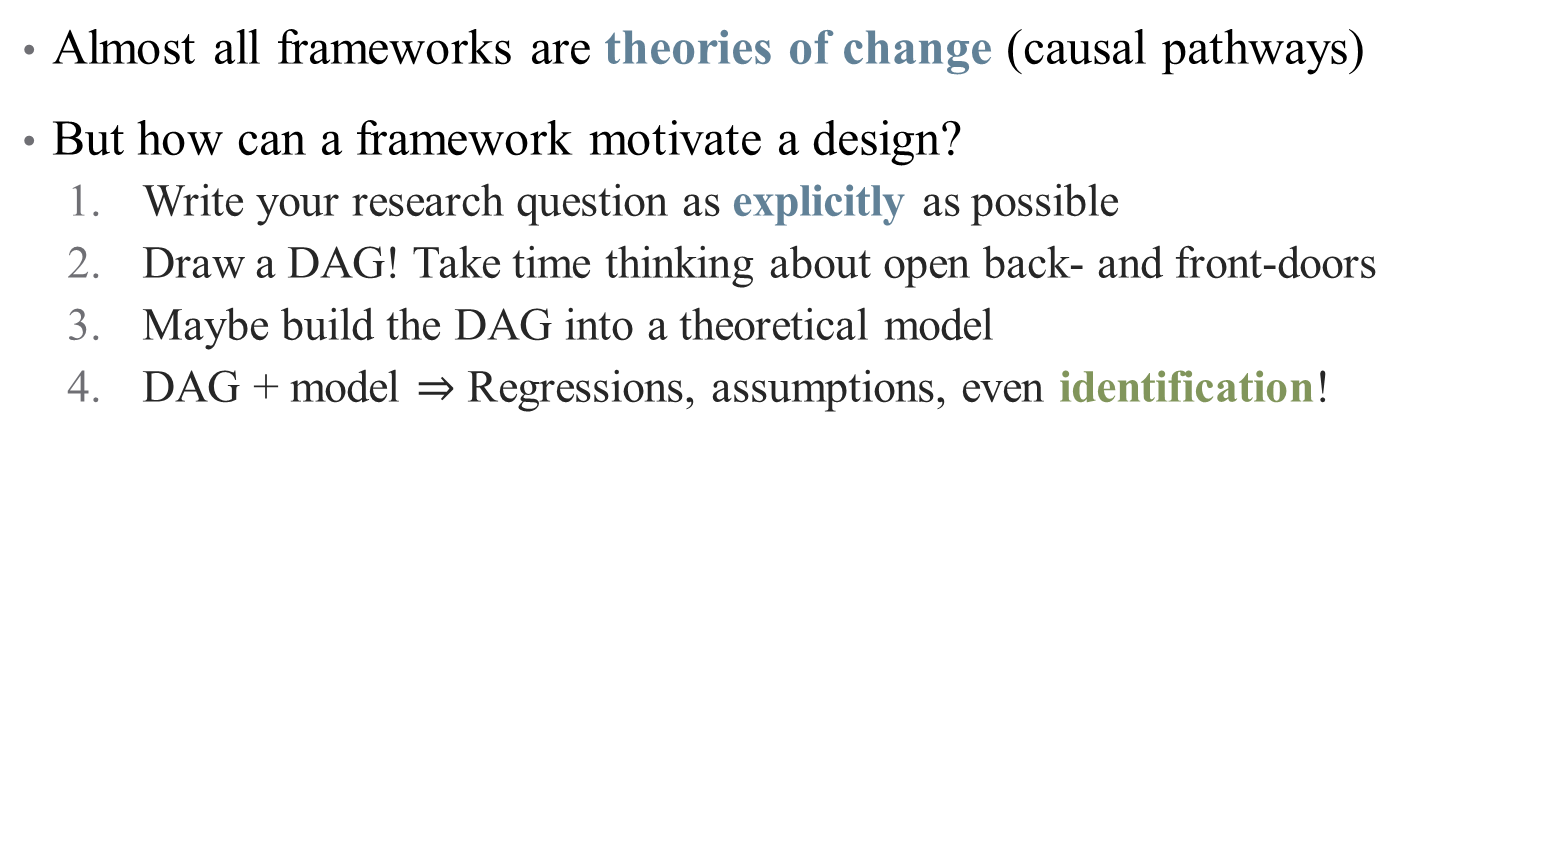 • Almost all frameworks are theories of change (causal pathways)
• But how can a framework motivate a design?
1. Write your research question as explicitly as possible
2. Draw a DAG! Take time thinking about open back- and front-doors
3. Maybe build the DAG into a theoretical model
4. DAG + model ⇒ Regressions, assumptions, even identification!